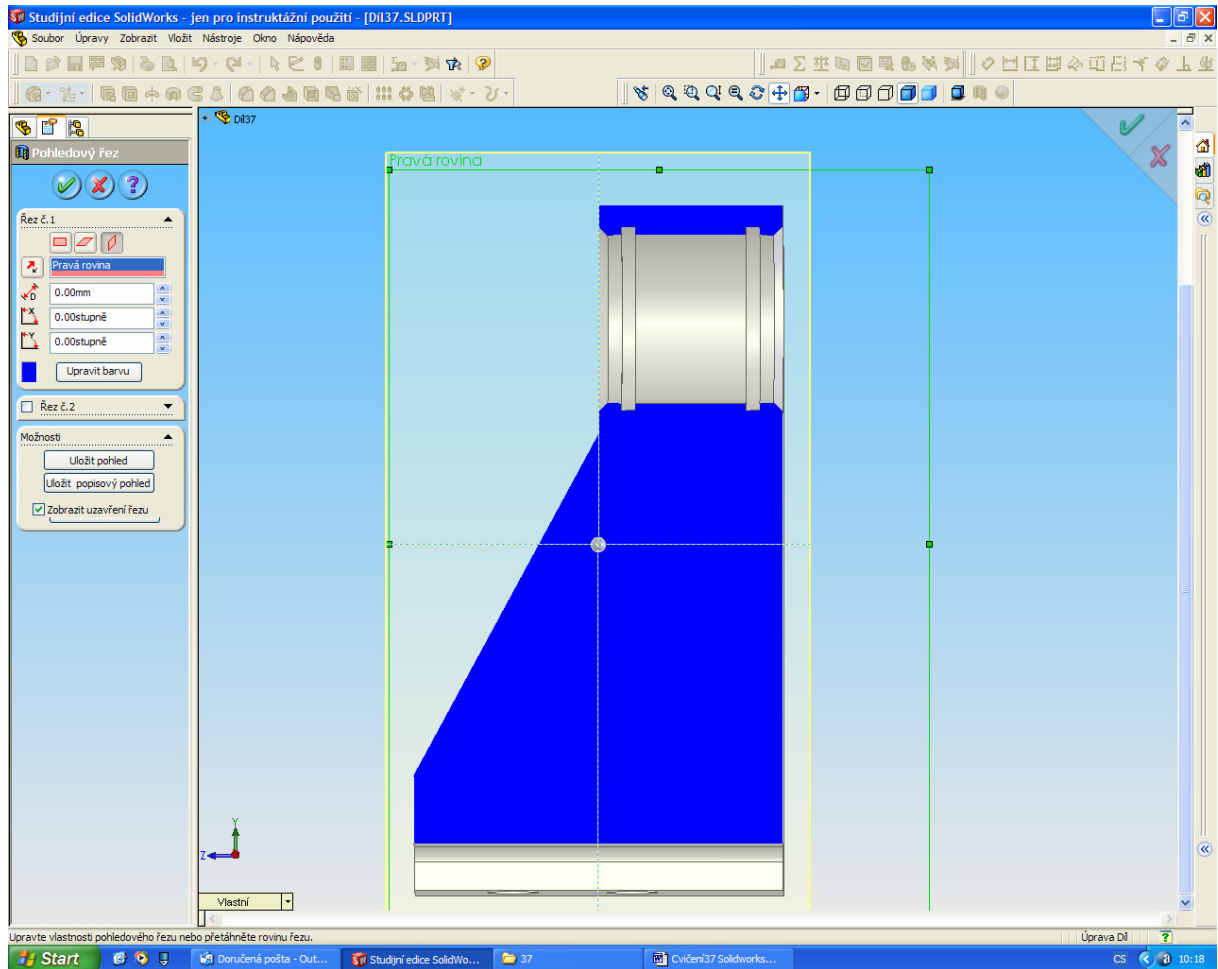 Studijní edice SolidWorks - jen pro instruktážní použití - [Díl37.SLDPRT]
Soubor Úpravy Zobrazit Vložit Nástroje Okno Nápověda
Díl37
Pohledový řez
Řez č.1
Pravá rovina
D
0.00mm
X
0.00stupně
Y
0.00stupně
Upravit barvu
Řez č.2
Možnosti
Uložit pohled
Uložit popisový pohled
Zobrazit uzavření řezu
Pravá rovina
Y
Z
Vlastní
Upravte vlastnosti pohledového řezu nebo přetáhněte rovinu řezu.
Úprava Díl
Start
Doručená pošta - Out...
Studijní edice SolidWo...
37
Cvičení37 Solidworks...
CS
10:18